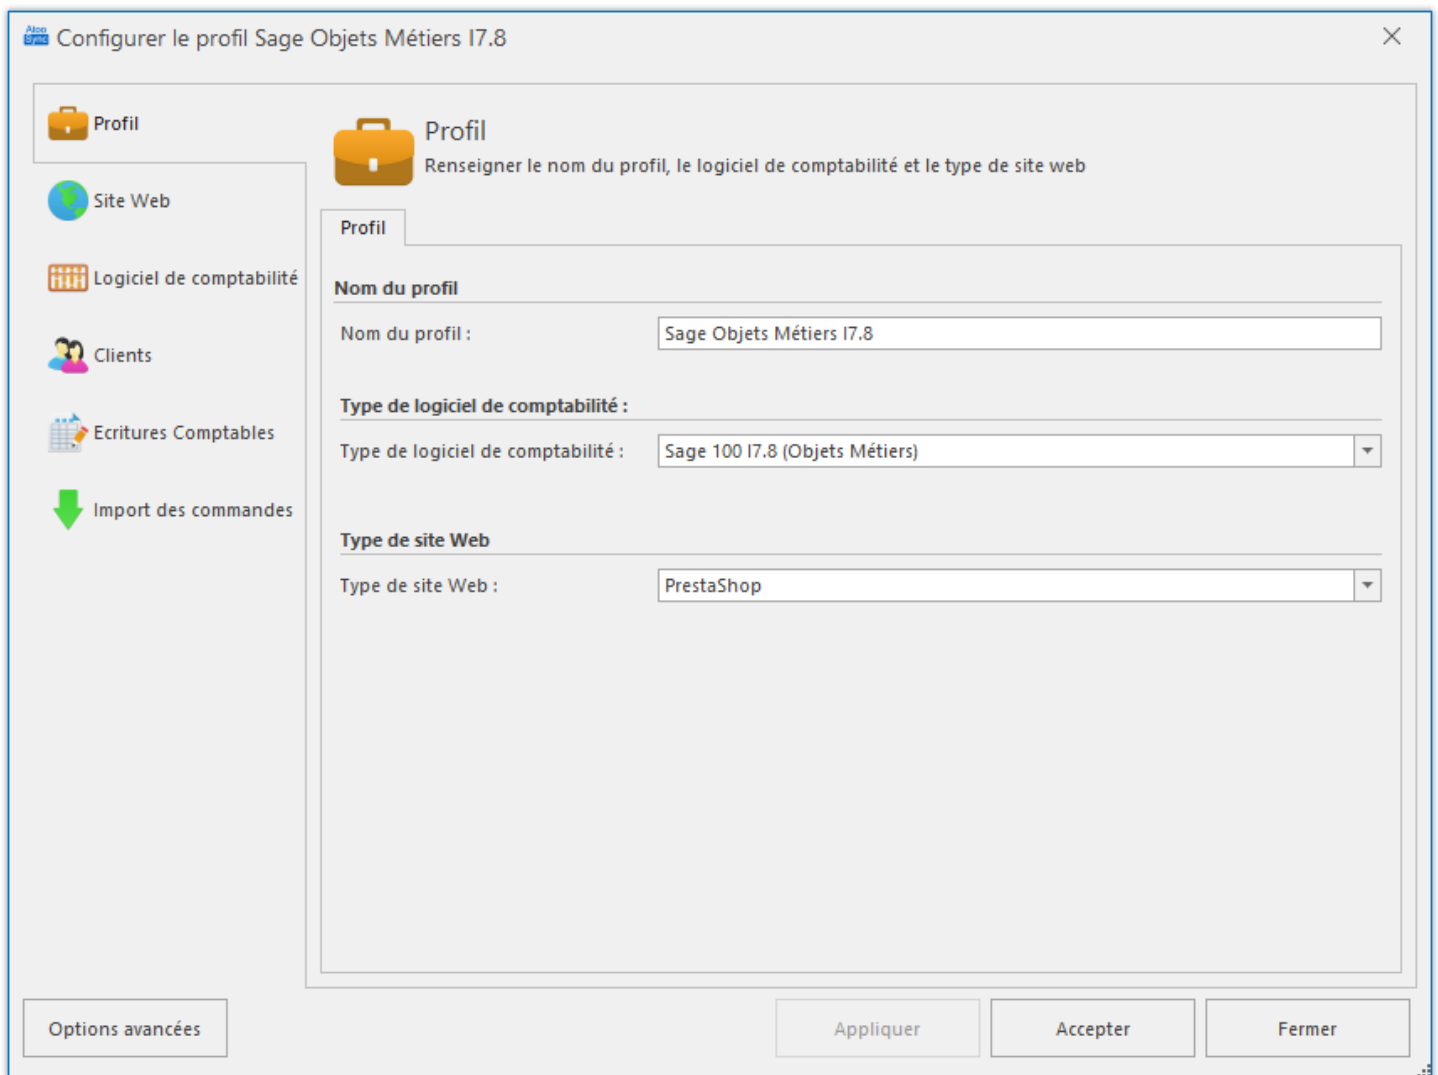 Atoo
Sync
Configurer le profil Sage Objets Métiers I7.8
Profil
Site Web
Logiciel de comptabilité
Clients
Ecritures Comptables
Import des commandes
Profil
Renseigner le nom du profil, le logiciel de comptabilité et le type de site web
Profil
Nom du profil
Nom du profil : Sage Objets Métiers I7.8
Type de logiciel de comptabilité :
Type de logiciel de comptabilité : Sage 100 I7.8 (Objets Métiers)
Type de site Web
Type de site Web : PrestaShop
Options avancées
Appliquer
Accepter
Fermer